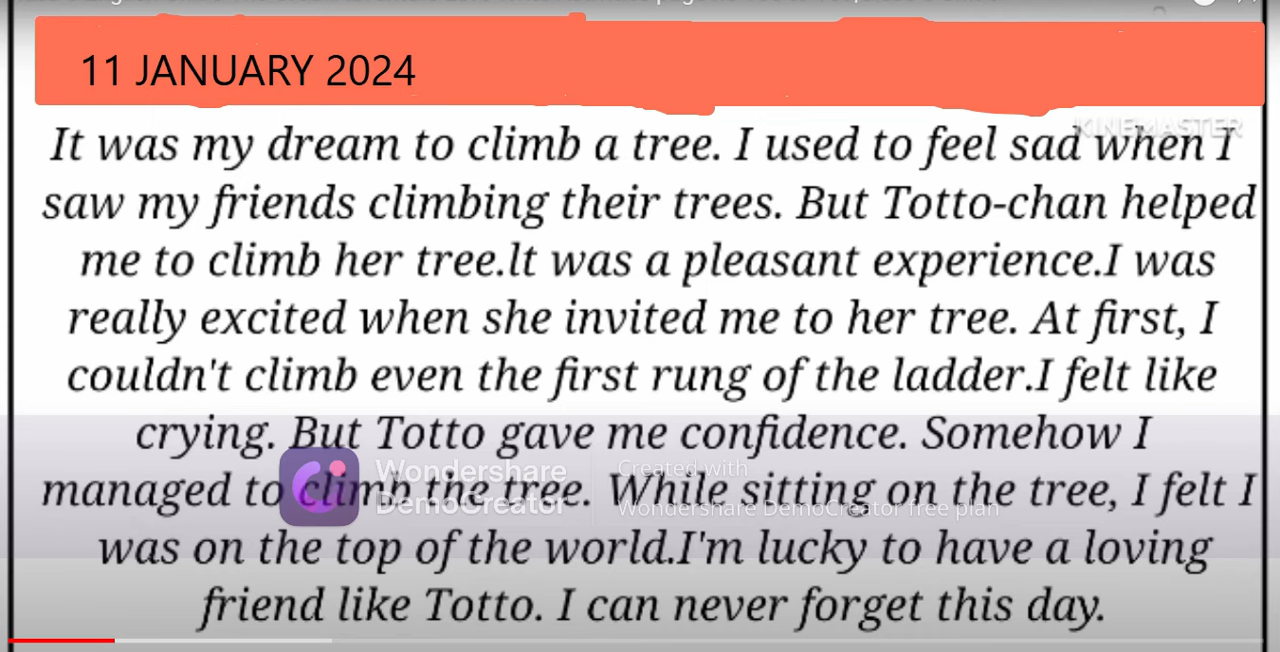 11 JANUARY 2024
KINEMASTER
It was my dream to climb a tree. I used to feel sad when I
saw my friends climbing their trees. But Totto-chan helped
me to climb her tree.lt was a pleasant experience.I was
really excited when she invited me to her tree. At first, I
couldn't climb even the first rung of the ladder.I felt like
crying. But Totto gave me confidence. Somehow I
managed to climb the tree. While sitting on the tree, I felt I
was on the top of the world.I'm lucky to have a loving
friend like Totto. I can never forget this day.
Wondershare
DemoCreator
Created with
Wondershare DemoCreator free plan